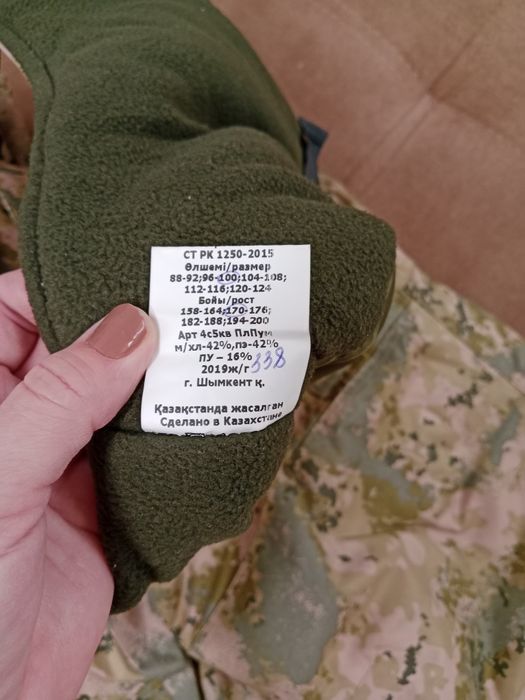 СТ РК 1250-2015
Өлшемі/размер
88-92;96-100;104-108;
112-116;120-124
Бойы/рост
158-164;170-176;
182-188;194-200
Арт 4с5кв ПлПум
м/хл-42%,пэ-42%
ПУ – 16%
2019ж/г 338
г. Шымкент қ.
Қазақстанда жасалған
Сделано в Казахстане